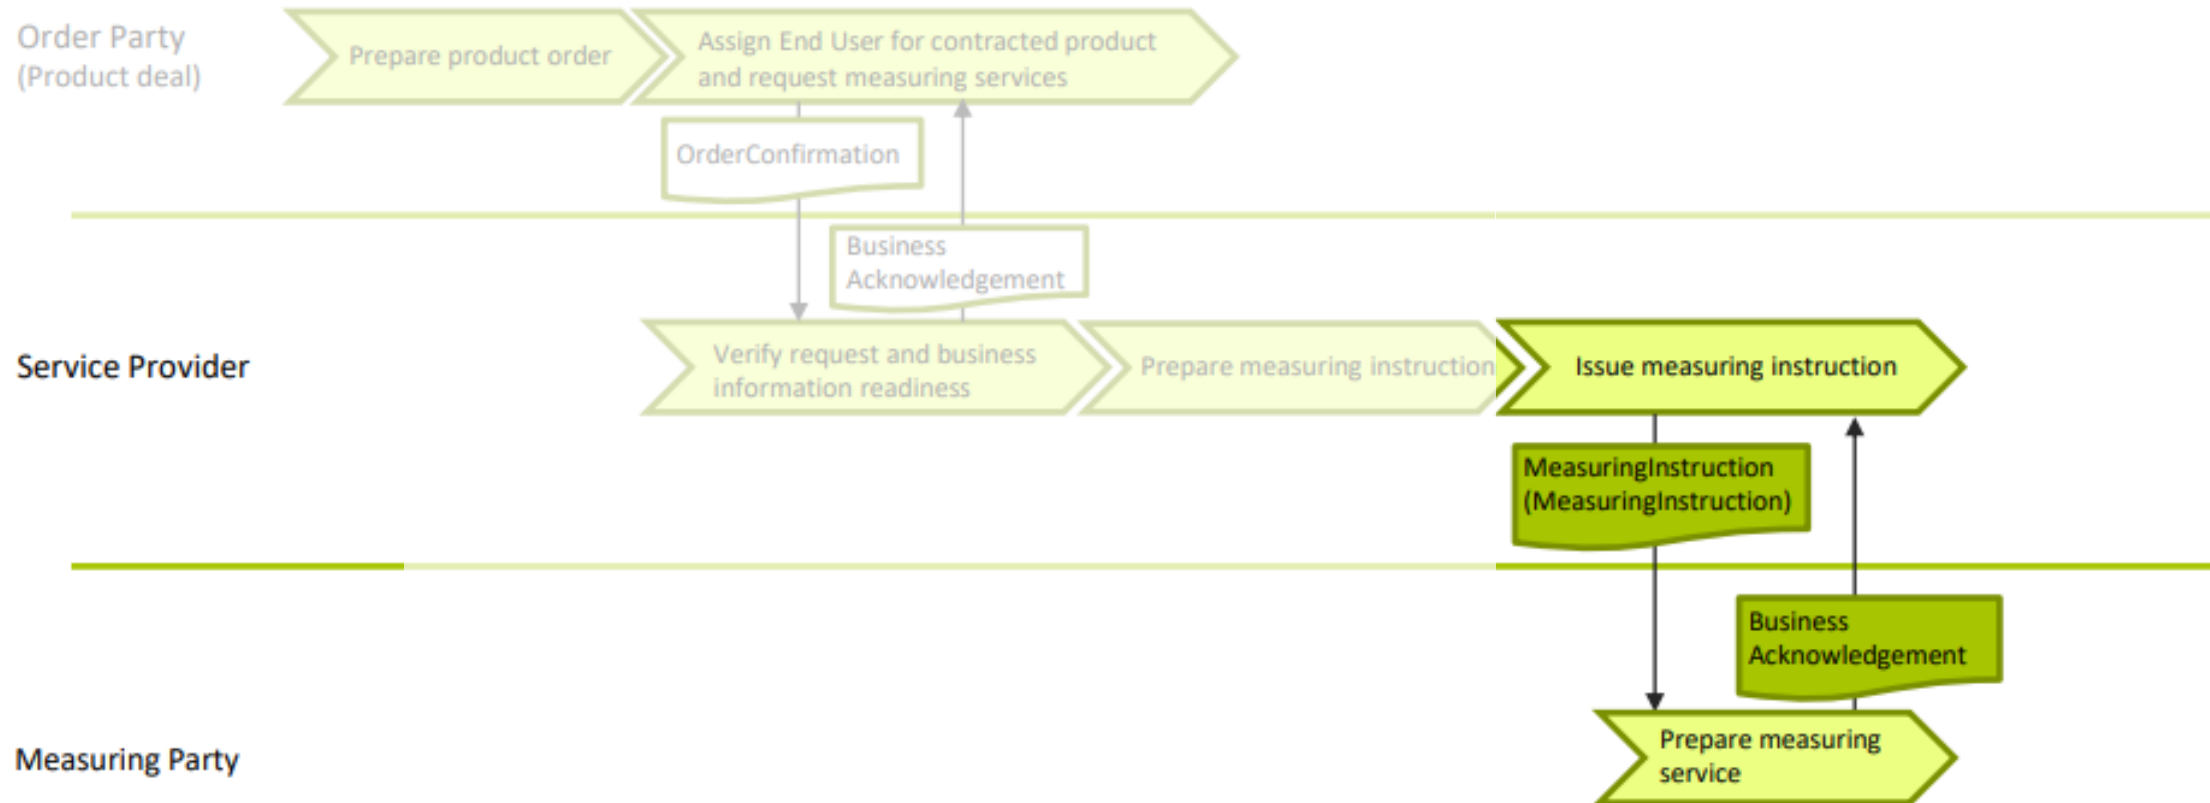 Order Party
(Product deal)
Prepare product order
Assign End User for contracted product
and request measuring services
OrderConfirmation
Business
Acknowledgement
Service Provider
Verify request and business
information readiness
Prepare measuring instruction
Issue measuring instruction
MeasuringInstruction
(MeasuringInstruction)
Business
Acknowledgement
Measuring Party
Prepare measuring
service